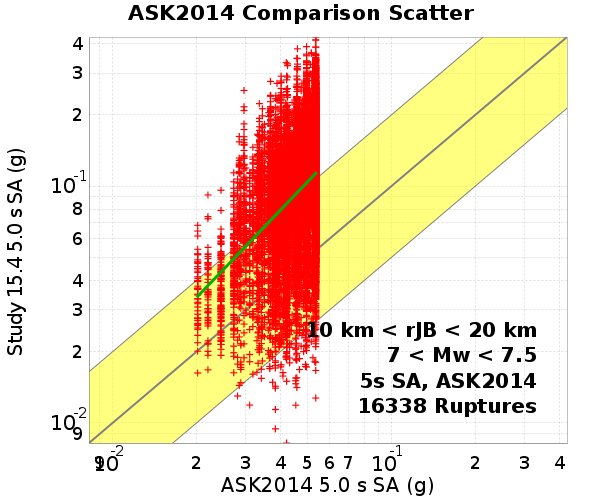 ASK2014 Comparison Scatter
Study 15.4 5.0 s SA (g)
4
3
2
10-1
8
6
4
3
2
10-2
9
10 km < rJB < 20 km
7 < Mw < 7.5
5s SA, ASK2014
16338 Ruptures
9 10-2 2 3 4 5 6 7 10-1 2 3 4
ASK2014 5.0 s SA (g)